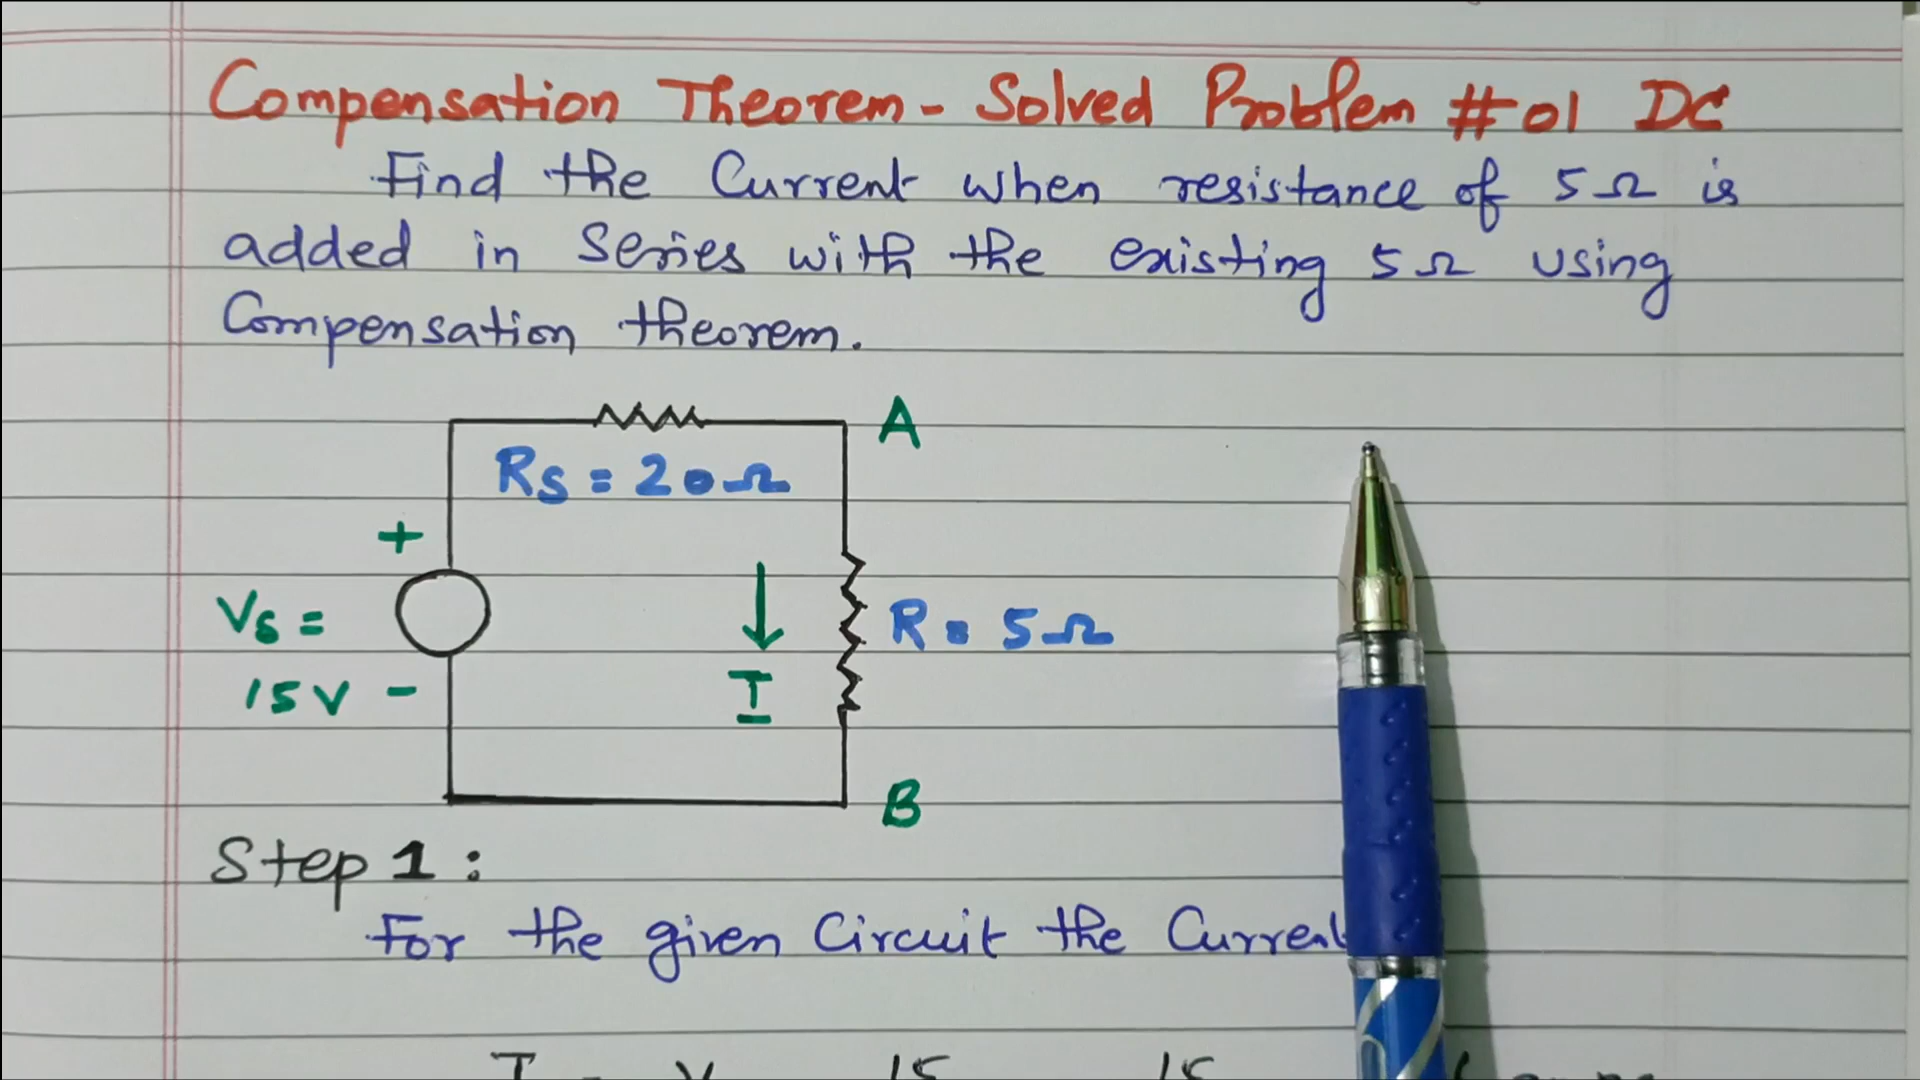 Compensation Theorem - Solved Problem #01 DC
Find the Current when resistance of 5Ω is
added in Series with the existing 5Ω using
Compensation theorem.
A
Rs = 20Ω
+
Vs =
R = 5Ω
15V -
I
B
Step 1:
For the given Circuit the Current